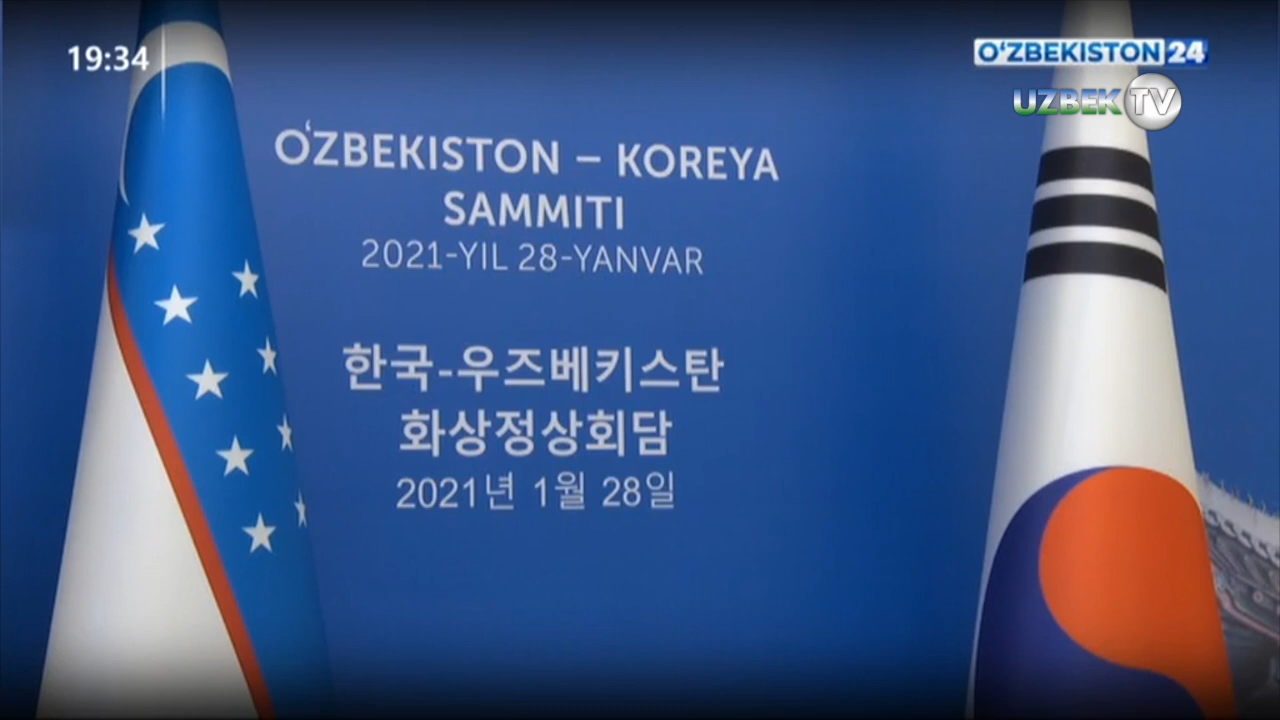 19:34
O'ZBEKISTON 24
UZBEK TV
O'ZBEKISTON – KOREYA
SAMMITI
2021-YIL 28-YANVAR
한국-우즈베키스탄
화상정상회담
2021년 1월 28일